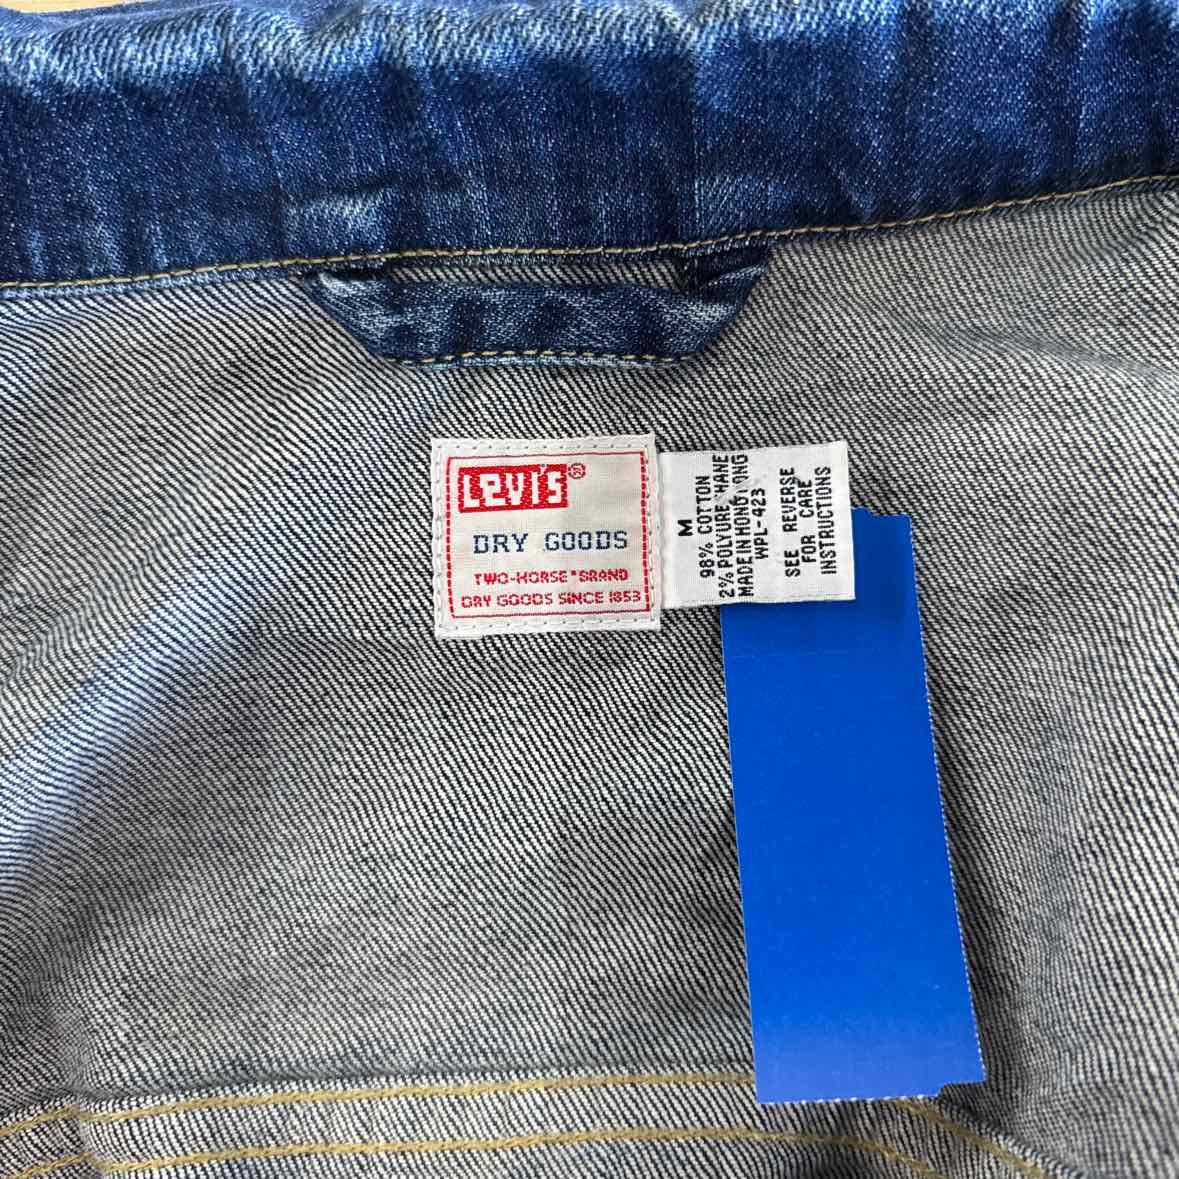 Levi's®
DRY GOODS
TWO-HORSE "BRAND
DRY GOODS SINCE 1853
M
98% COTTON
2% POLYURETHANE
MADE IN HONG KONG
WPL-423
SEE REVERSE
FOR CARE
INSTRUCTIONS